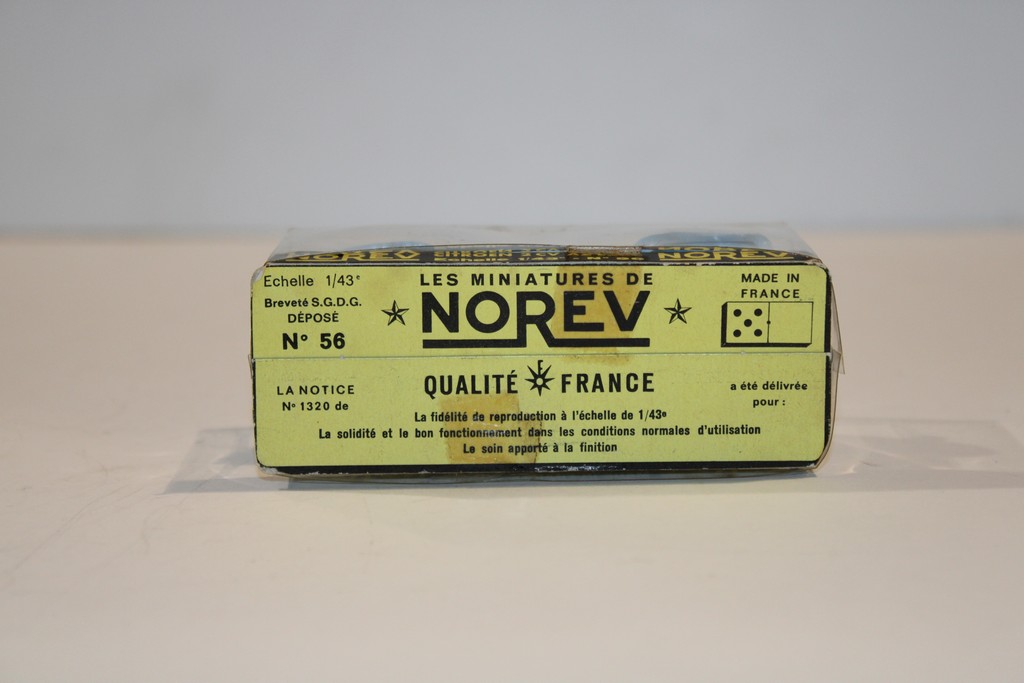 NOREV
NOREV
Echelle 1/43e
Breveté S.G.D.G.
DÉPOSÉ
N° 56
LES MINIATURES DE
NOREV
MADE IN
FRANCE
LA NOTICE
N° 1320 de
QUALITÉ F FRANCE
a été délivrée
pour :
La fidélité de reproduction à l'échelle de 1/43e
La solidité et le bon fonctionnement dans les conditions normales d'utilisation
Le soin apporté à la finition